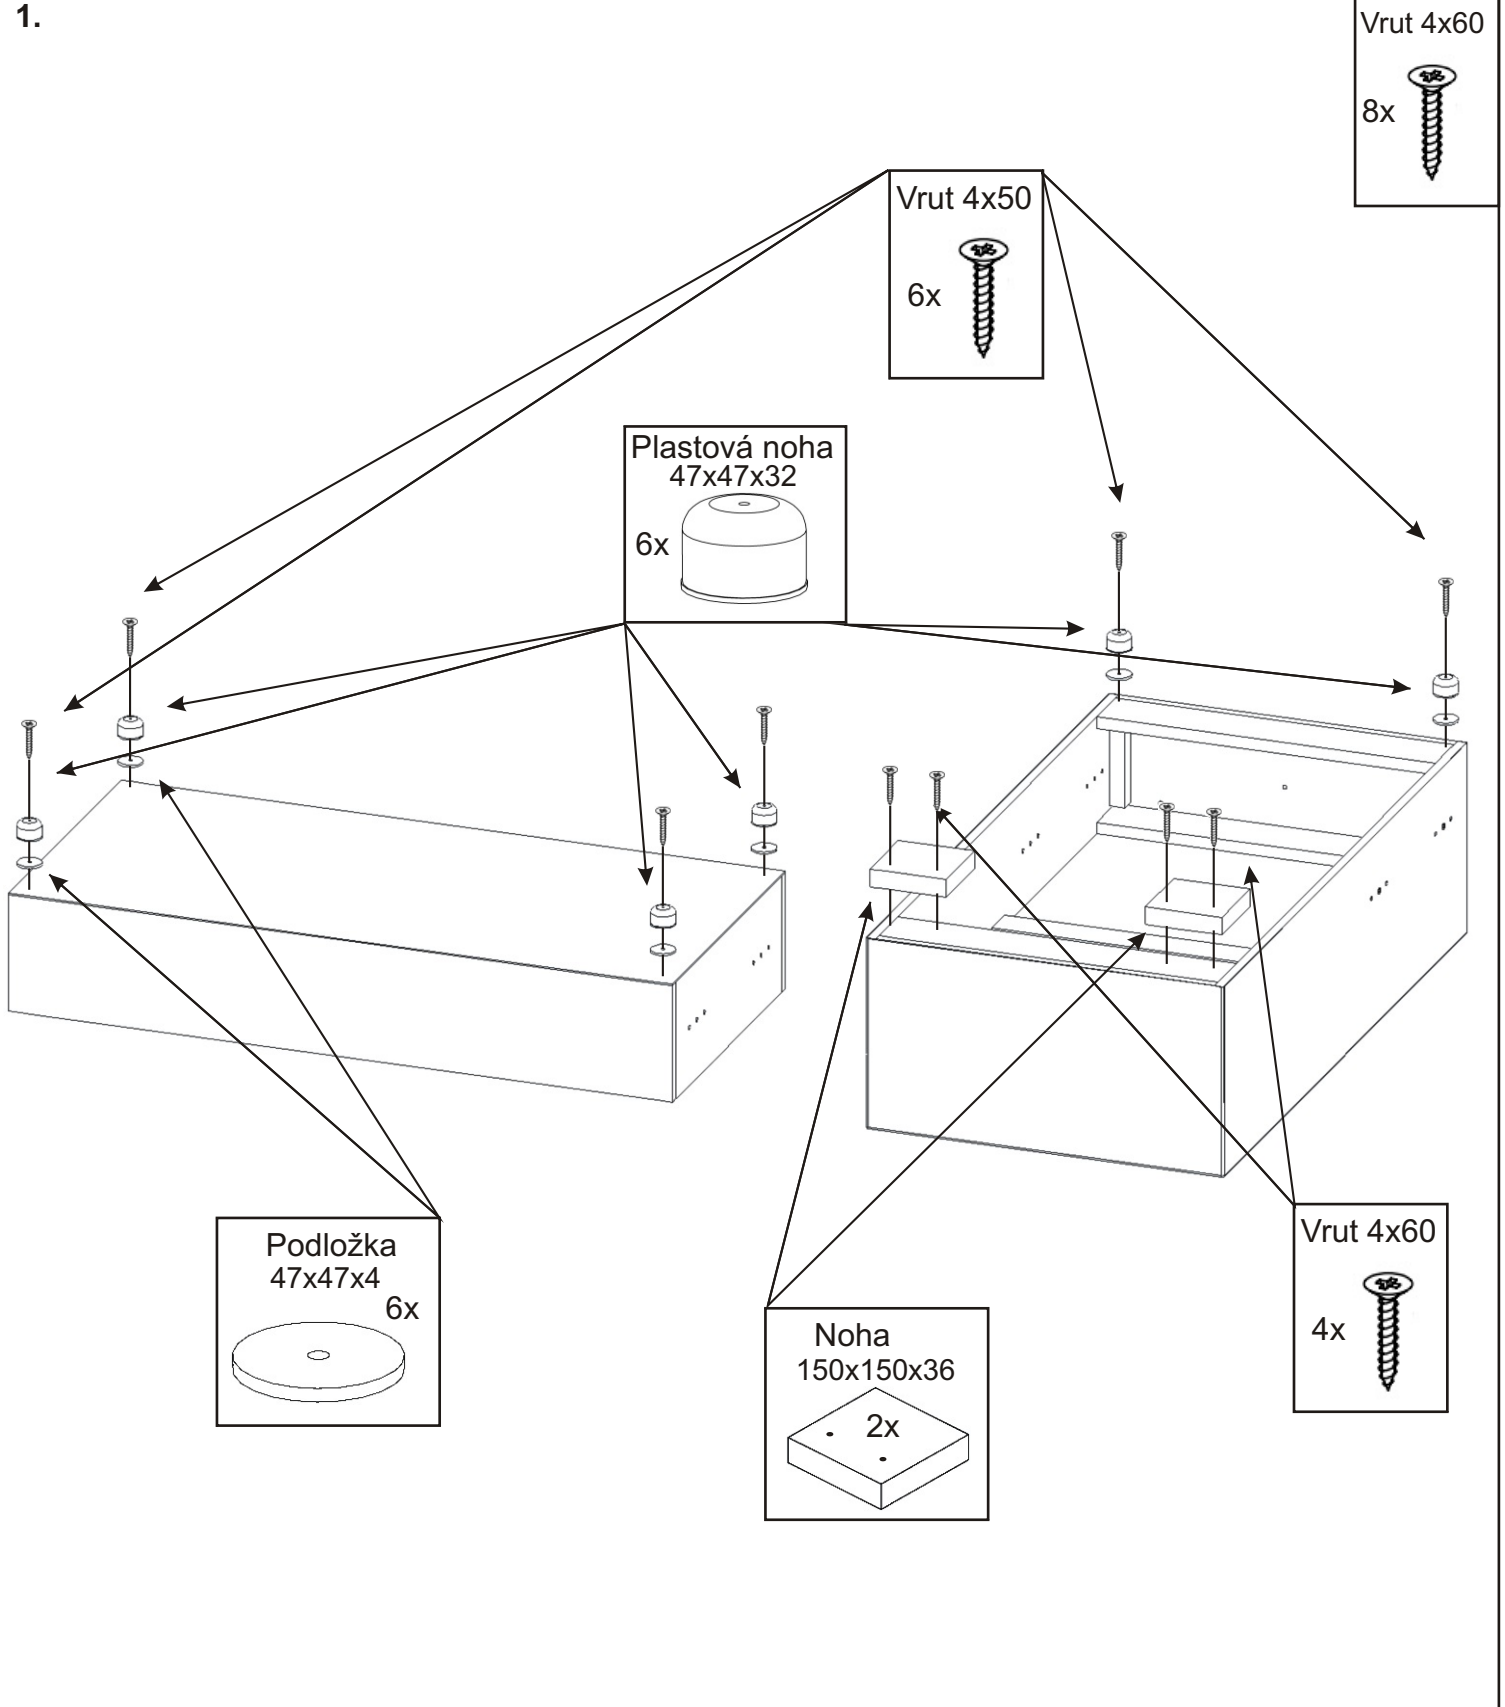 1.
Vrut 4x60
8x
Vrut 4x50
6x
Plastová noha
47x47x32
6x
Podložka
47x47x4
6x
Noha
150x150x36
2x
Vrut 4x60
4x